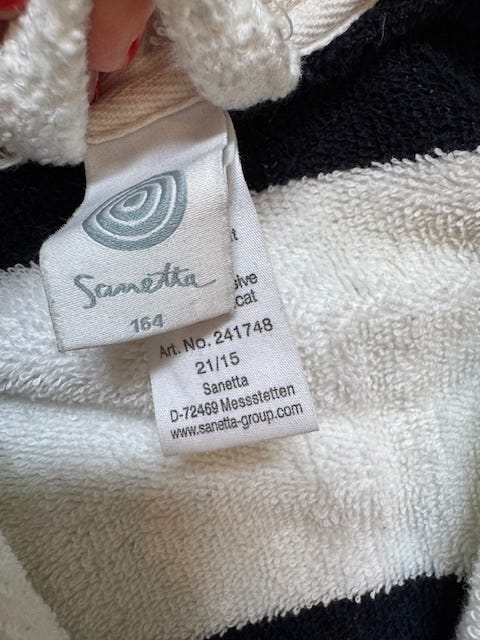 Sanetta
164
Art. No. 241748
21/15
Sanetta
D-72469 Messstetten
www.sanetta-group.com